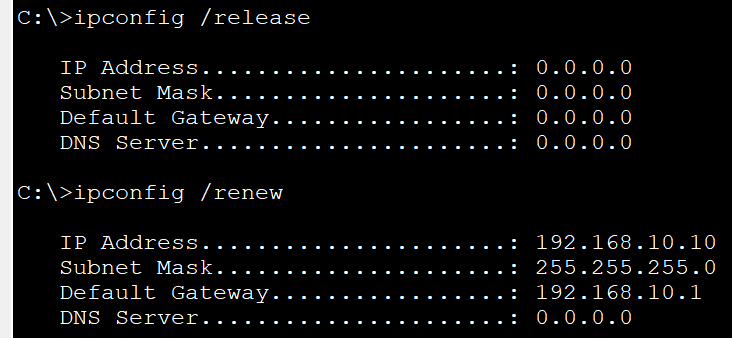 C:\>ipconfig /release
IP Address......................: 0.0.0.0
Subnet Mask.....................: 0.0.0.0
Default Gateway.................: 0.0.0.0
DNS Server......................: 0.0.0.0
C:\>ipconfig /renew
IP Address......................: 192.168.10.10
Subnet Mask.....................: 255.255.255.0
Default Gateway.................: 192.168.10.1
DNS Server......................: 0.0.0.0